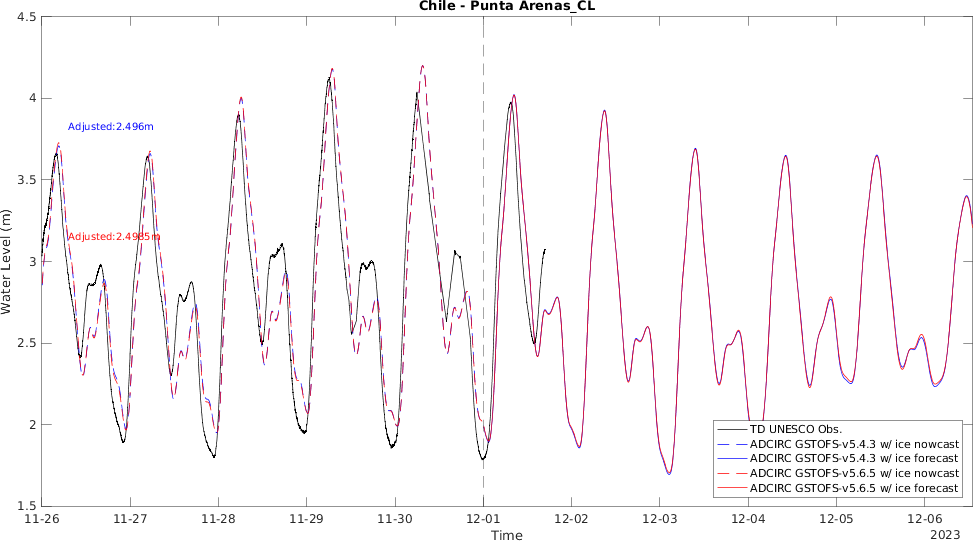 Chile - Punta Arenas_CL
4.5
4
3.5
3
2.5
2
1.5
Water Level (m)
Adjusted:2.496m
Adjusted:2.4985m
TD UNESCO Obs.
ADCIRC GSTOFS-v5.4.3 w/ ice nowcast
ADCIRC GSTOFS-v5.4.3 w/ ice forecast
ADCIRC GSTOFS-v5.6.5 w/ ice nowcast
ADCIRC GSTOFS-v5.6.5 w/ ice forecast
11-26 11-27 11-28 11-29 11-30 12-01 12-02 12-03 12-04 12-05 12-06
Time
2023